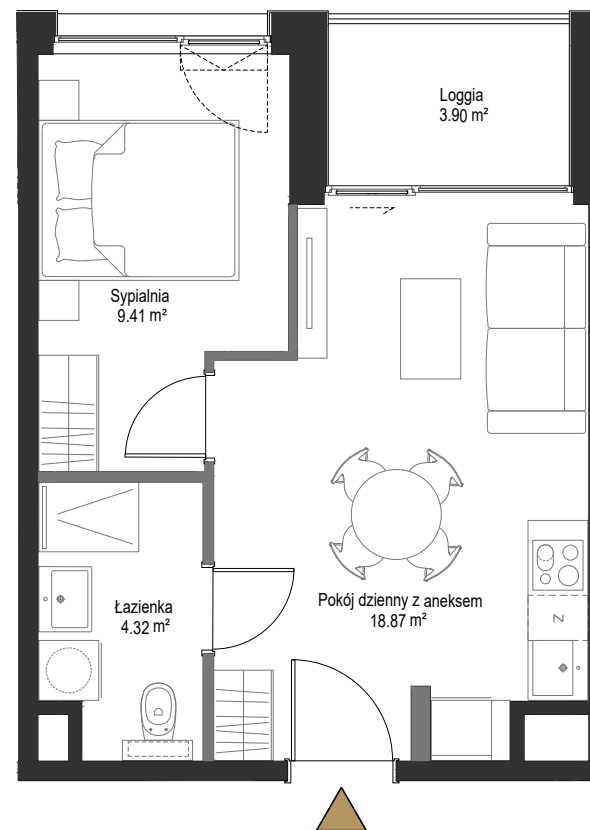 Loggia
3.90 m²
Sypialnia
9.41 m²
Łazienka
4.32 m²
Pokój dzienny z aneksem
18.87 m²
Z